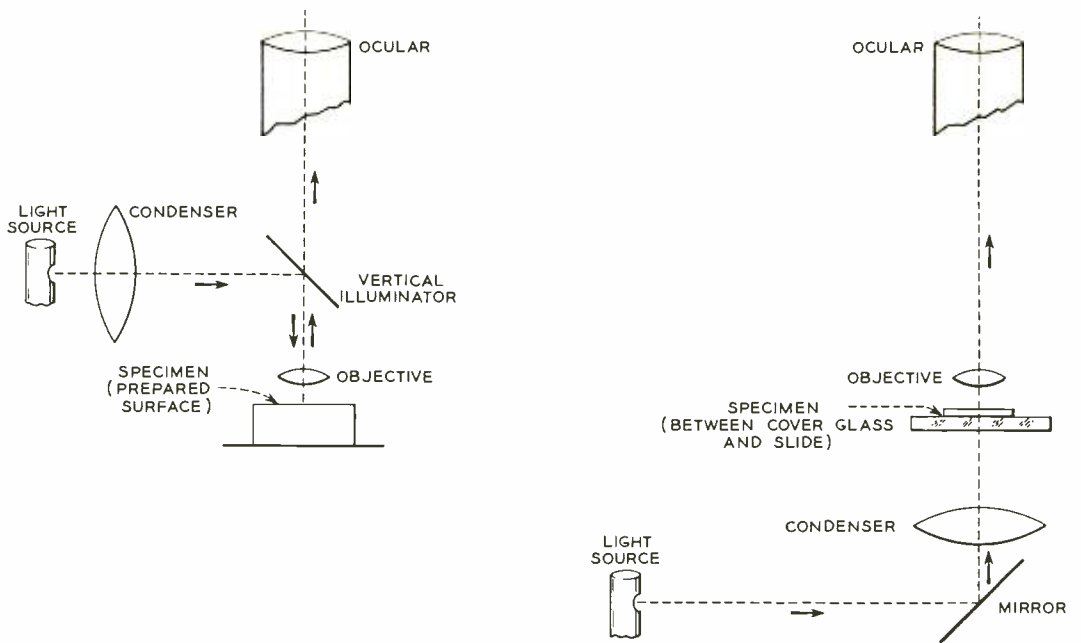 OCULAR
LIGHT
SOURCE
CONDENSER
VERTICAL
ILLUMINATOR
SPECIMEN
(PREPARED
SURFACE)
OBJECTIVE
OCULAR
OBJECTIVE
SPECIMEN
(BETWEEN COVER GLASS
AND SLIDE)
CONDENSER
LIGHT
SOURCE
MIRROR